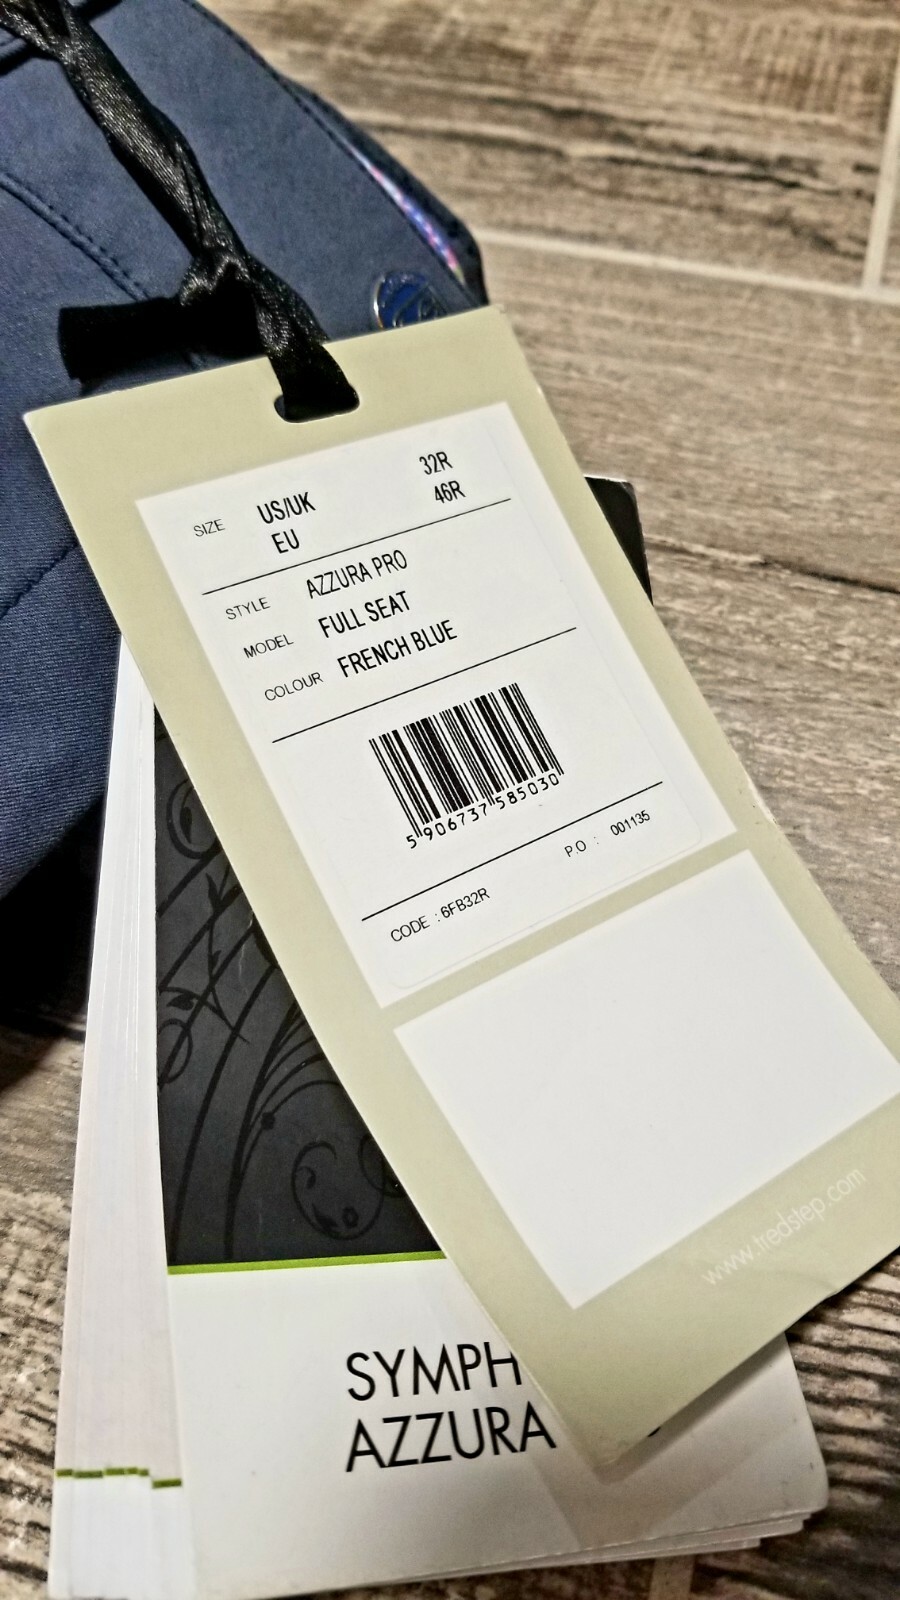 SIZE US/UK 32R
EU 46R
STYLE AZZURA PRO
MODEL FULL SEAT
COLOUR FRENCH BLUE
5 906737 585030
P.O : 001135
CODE : 6FB32R
www.tredstep.com
SYMPH
AZZURA